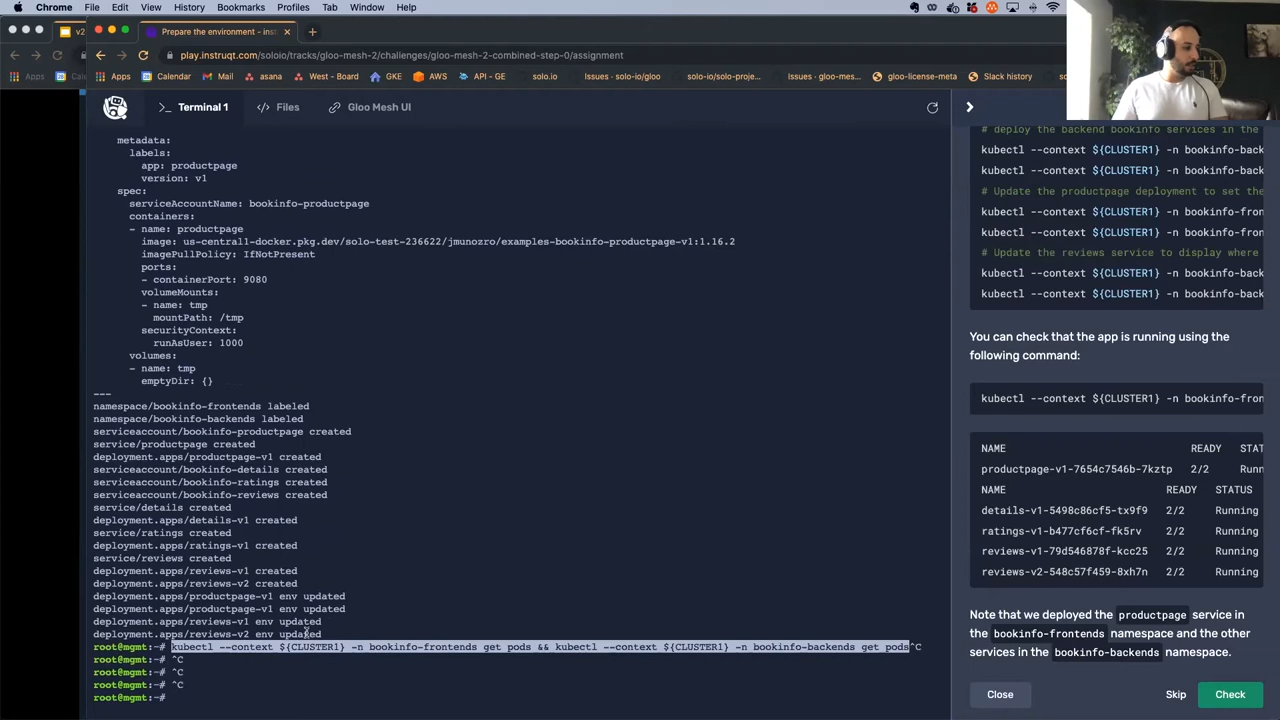 Chrome File Edit View History Bookmarks Profiles Tab Window Help
v2
Prepare the environment - inst
play.instruqt.com/soloio/tracks/gloo-mesh-2/challenges/gloo-mesh-2-combined-step-0/assignment
Apps
Apps Calendar Mail asana West - Board GKE AWS API - GE solo.io Issues · solo-io/gloo solo-io/solo-proje... Issues · gloo-mes... gloo-license-meta Slack history
>_ Terminal 1 </> Files Gloo Mesh UI
metadata:
labels:
app: productpage
version: v1
spec:
serviceAccountName: bookinfo-productpage
containers:
- name: productpage
image: us-central1-docker.pkg.dev/solo-test-236622/jmunozro/examples-bookinfo-productpage-v1:1.16.2
imagePullPolicy: IfNotPresent
ports:
- containerPort: 9080
volumeMounts:
- name: tmp
mountPath: /tmp
securityContext:
runAsUser: 1000
volumes:
- name: tmp
emptyDir: {}
---
namespace/bookinfo-frontends labeled
namespace/bookinfo-backends labeled
serviceaccount/bookinfo-productpage created
service/productpage created
deployment.apps/productpage-v1 created
serviceaccount/bookinfo-details created
serviceaccount/bookinfo-ratings created
serviceaccount/bookinfo-reviews created
service/details created
deployment.apps/details-v1 created
service/ratings created
deployment.apps/ratings-v1 created
service/reviews created
deployment.apps/reviews-v1 created
deployment.apps/reviews-v2 created
deployment.apps/productpage-v1 env updated
deployment.apps/productpage-v1 env updated
deployment.apps/reviews-v1 env updated
deployment.apps/reviews-v2 env updated
root@mgmt:~# kubectl --context ${CLUSTER1} -n bookinfo-frontends get pods && kubectl --context ${CLUSTER1} -n bookinfo-backends get pods^C
root@mgmt:~# ^C
root@mgmt:~# ^C
root@mgmt:~# ^C
root@mgmt:~#
# deploy the backend bookinfo services in the
kubectl --context ${CLUSTER1} -n bookinfo-back
kubectl --context ${CLUSTER1} -n bookinfo-back
# Update the productpage deployment to set the
kubectl --context ${CLUSTER1} -n bookinfo-fron
kubectl --context ${CLUSTER1} -n bookinfo-fron
# Update the reviews service to display where
kubectl --context ${CLUSTER1} -n bookinfo-back
kubectl --context ${CLUSTER1} -n bookinfo-back
You can check that the app is running using the
following command:
kubectl --context ${CLUSTER1} -n bookinfo-fron
NAME READY STAT
productpage-v1-7654c7546b-7kztp 2/2 Runn
NAME READY STATUS
details-v1-5498c86cf5-tx9f9 2/2 Running
ratings-v1-b477cf6cf-fk5rv 2/2 Running
reviews-v1-79d546878f-kcc25 2/2 Running
reviews-v2-548c57f459-8xh7n 2/2 Running
Note that we deployed the productpage service in
the bookinfo-frontends namespace and the other
services in the bookinfo-backends namespace.
Close Skip Check